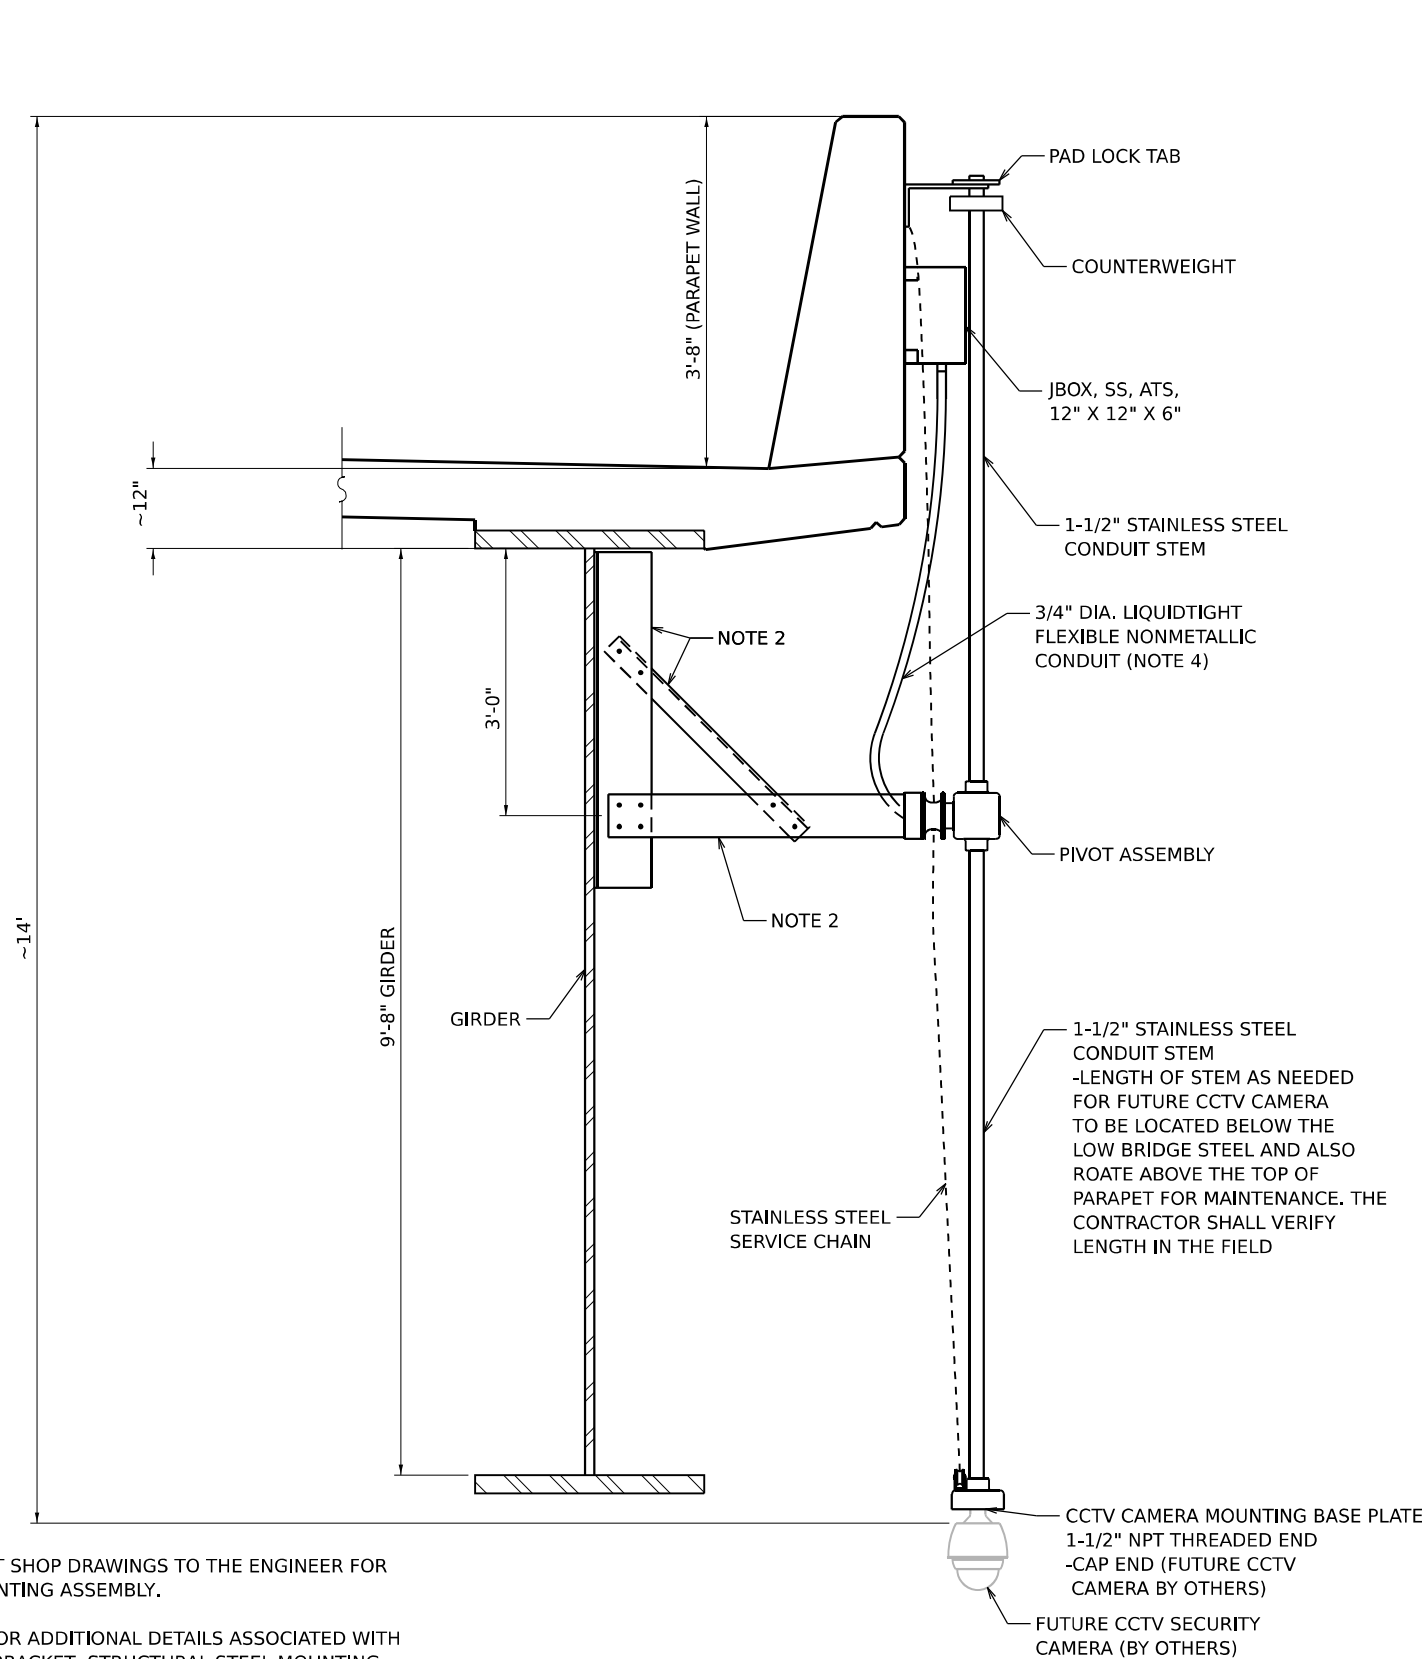 PAD LOCK TAB
3'-8" (PARAPET WALL)
COUNTERWEIGHT
JBOX, SS, ATS,
12" X 12" X 6"
~12"
1-1/2" STAINLESS STEEL
CONDUIT STEM
3/4" DIA. LIQUIDTIGHT
FLEXIBLE NONMETALLIC
CONDUIT (NOTE 4)
NOTE 2
3'-0"
PIVOT ASSEMBLY
NOTE 2
~14'
9'-8" GIRDER
GIRDER
1-1/2" STAINLESS STEEL
CONDUIT STEM
-LENGTH OF STEM AS NEEDED
FOR FUTURE CCTV CAMERA
TO BE LOCATED BELOW THE
LOW BRIDGE STEEL AND ALSO
ROATE ABOVE THE TOP OF
PARAPET FOR MAINTENANCE. THE
CONTRACTOR SHALL VERIFY
LENGTH IN THE FIELD
STAINLESS STEEL
SERVICE CHAIN
CCTV CAMERA MOUNTING BASE PLATE
1-1/2" NPT THREADED END
-CAP END (FUTURE CCTV
CAMERA BY OTHERS)
FUTURE CCTV SECURITY
CAMERA (BY OTHERS)
SHOP DRAWINGS TO THE ENGINEER FOR
ASSEMBLY.
ADDITIONAL DETAILS ASSOCIATED WITH
STRUCTURAL STEEL MOUNTING